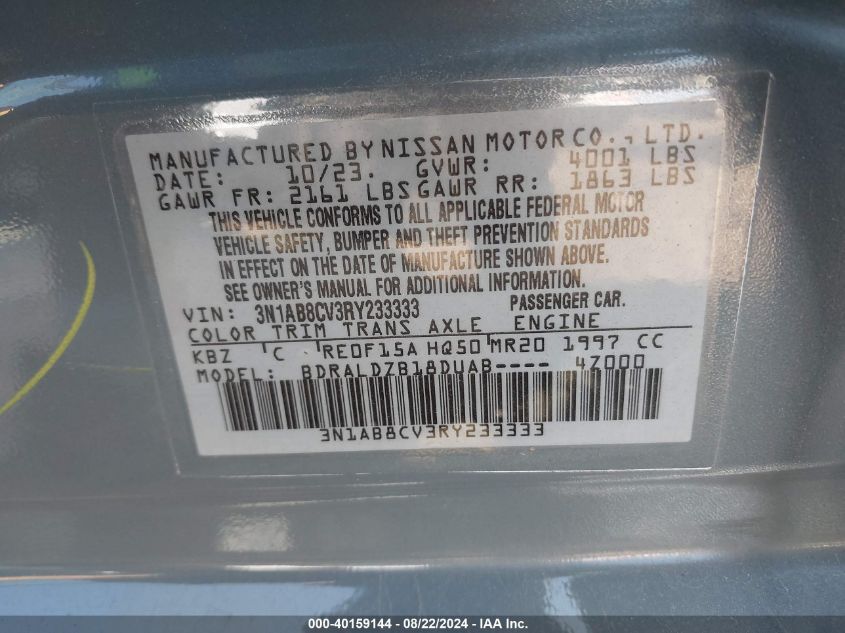 MANUFACTURED BY NISSAN MOTOR CO., LTD.
DATE: 10/23. GVWR: 4001 LBS
GAWR FR: 2161 LBS GAWR RR: 1863 LBS
THIS VEHICLE CONFORMS TO ALL APPLICABLE FEDERAL MOTOR
VEHICLE SAFETY, BUMPER AND THEFT PREVENTION STANDARDS
IN EFFECT ON THE DATE OF MANUFACTURE SHOWN ABOVE.
SEE OWNER'S MANUAL FOR ADDITIONAL INFORMATION.
VIN: 3N1AB8CV3RY233333 PASSENGER CAR.
COLOR TRIM TRANS AXLE ENGINE
KBZ C RE0F15A HQ50 MR20 1997 CC
MODEL: BDRALDZB18DUAB---- 4Z000
3N1AB8CV3RY233333
000-40159144 - 08/22/2024 - Copyright © 2024 IAA, Inc.